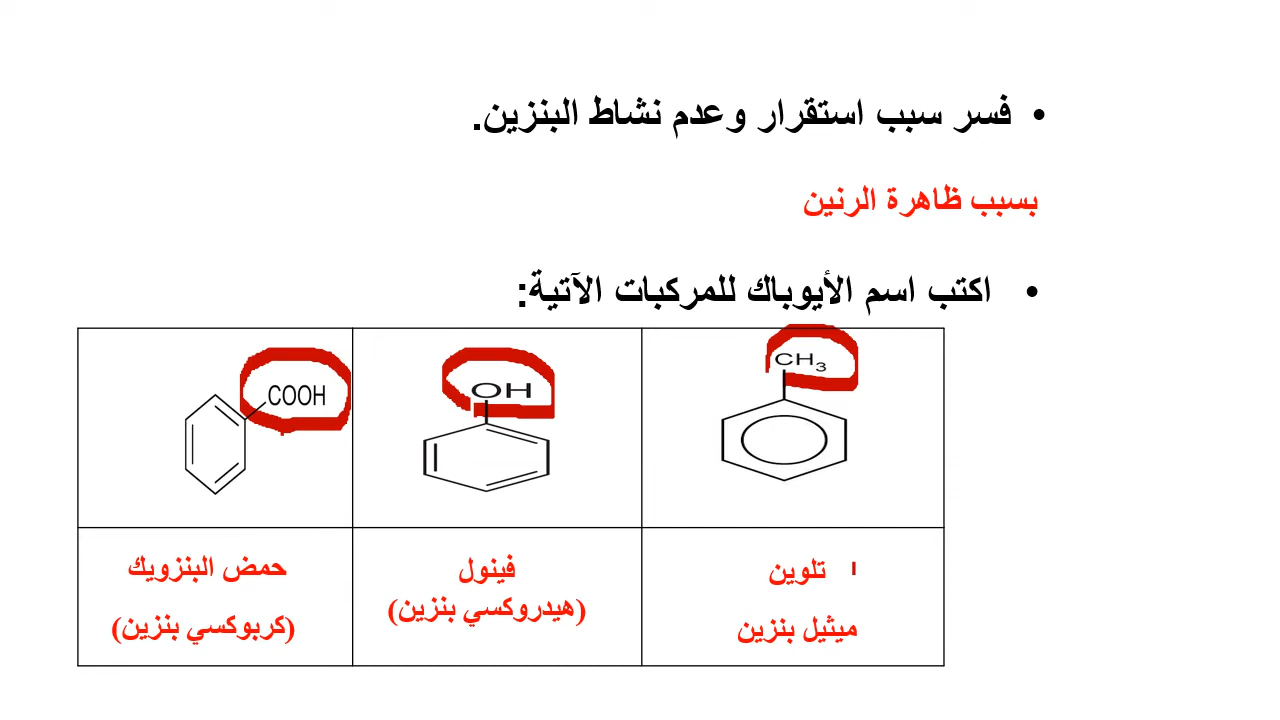 • فسر سبب استقرار وعدم نشاط البنزين.
بسبب ظاهرة الرنين
• اكتب اسم الأيوباك للمركبات الآتية:
CH3
OH
COOH
تلوين
ميثيل بنزين
فينول
(هيدروكسي بنزين)
حمض البنزويك
(كربوكسي بنزين)